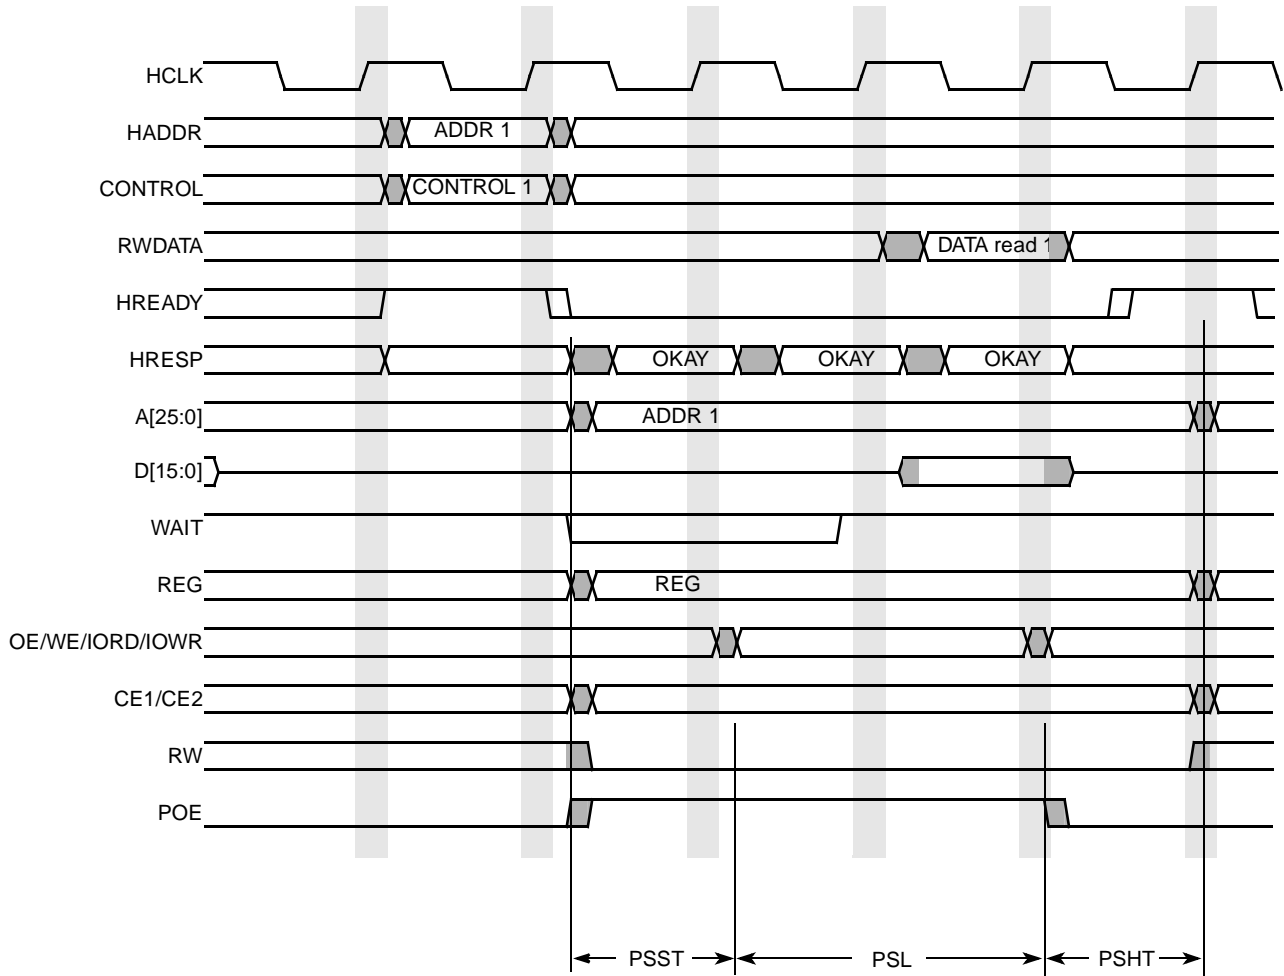 HCLK
HADDR ADDR 1
CONTROL CONTROL 1
RWDATA DATA read 1
HREADY
HRESP OKAY OKAY OKAY
A[25:0] ADDR 1
D[15:0]
WAIT
REG REG
OE/WE/IORD/IOWR
CE1/CE2
RW
POE
PSST PSL PSHT